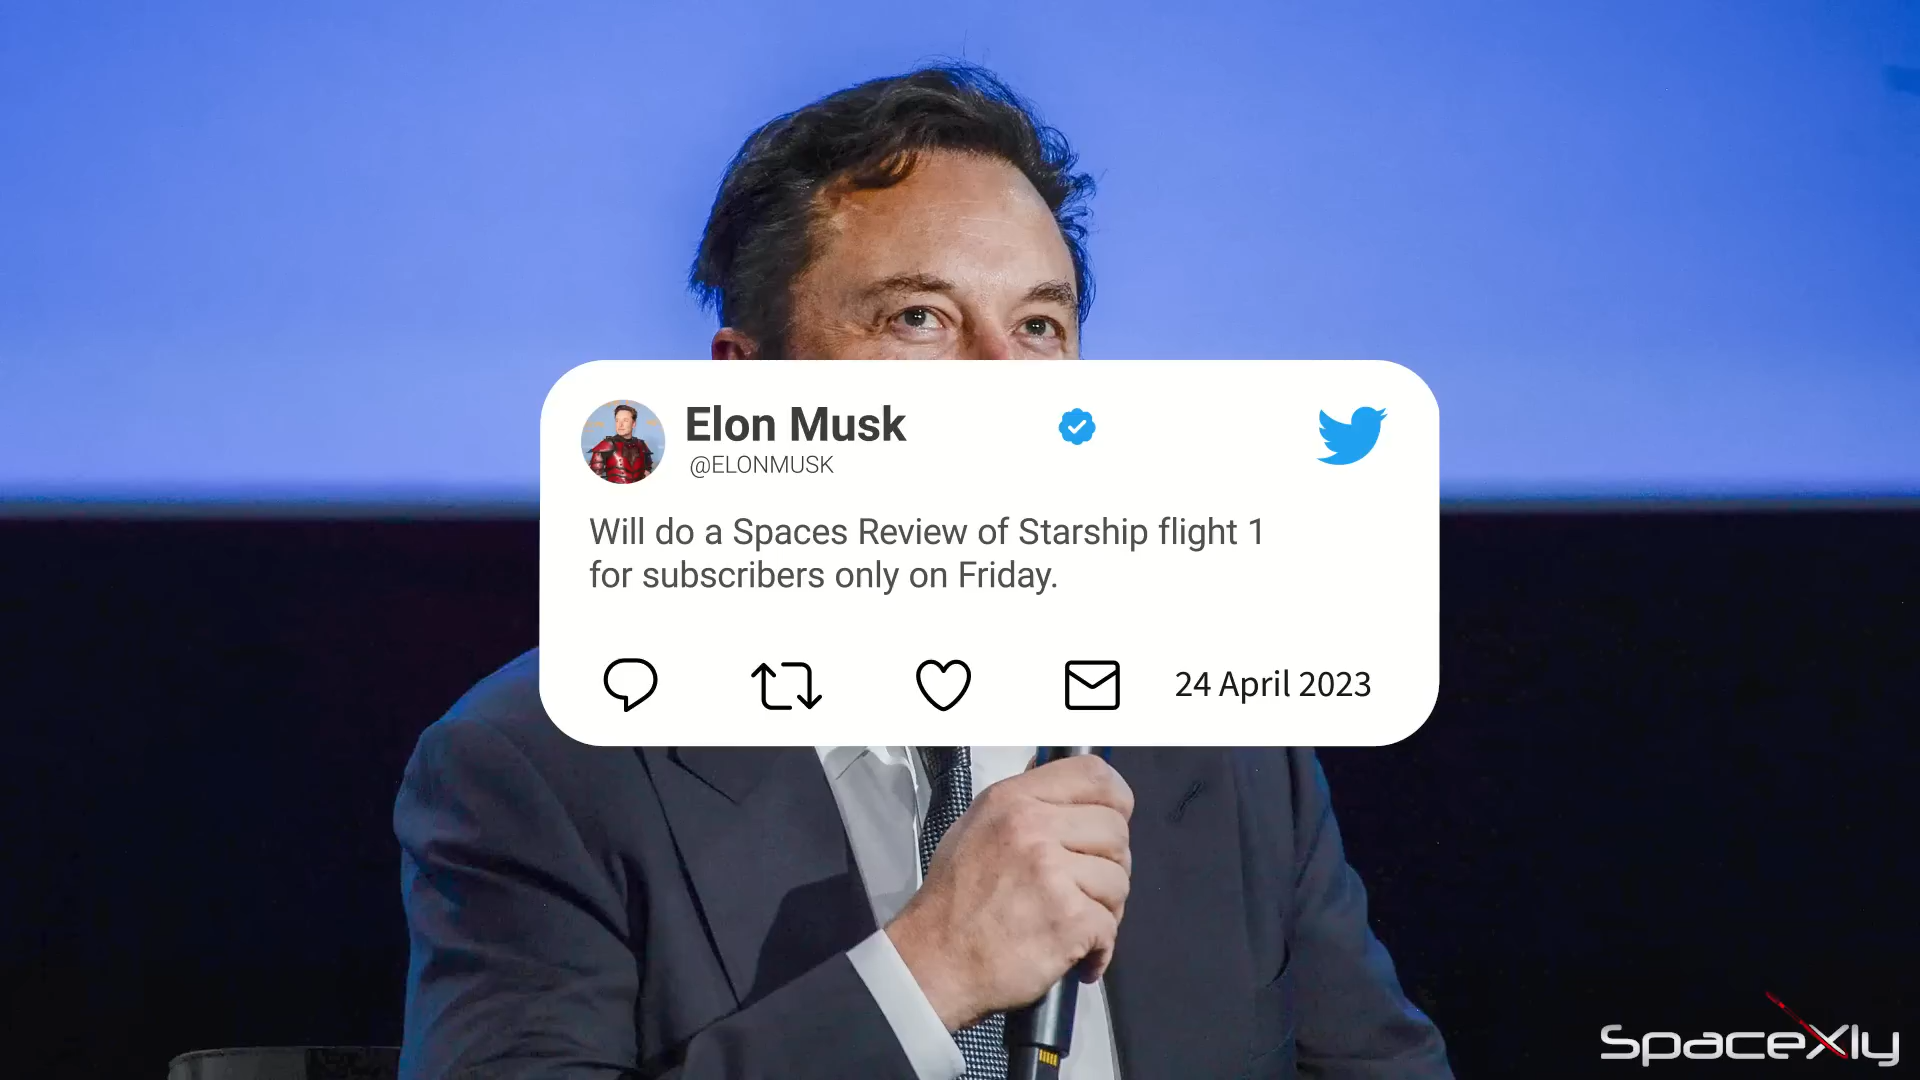 Elon Musk
@ELONMUSK
Will do a Spaces Review of Starship flight 1
for subscribers only on Friday.
24 April 2023
SpaceXly